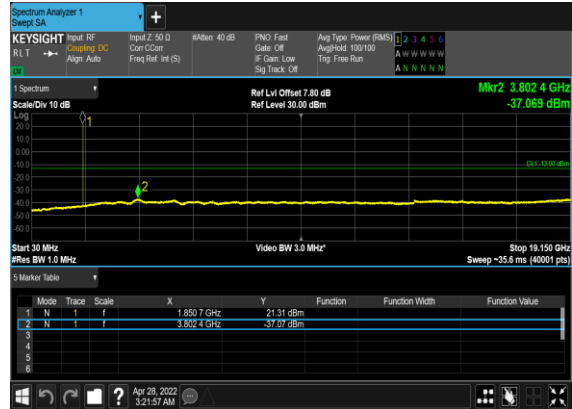 Spectrum Analyzer 1
Swept SA
+
KEYSIGHT Input: RF Input Z: 50 Ω #Atten: 40 dB PNO: Fast Avg Type: Power (RMS) 1 2 3 4 5 6
RLT Coupling: DC Corr CCorr Gate: Off Avg|Hold: 100/100 A W W W W W
Align: Auto Freq Ref: Int (S) IF Gain: Low Trig: Free Run
Sig Track: Off A N N N N N
1 Spectrum
Ref Lvl Offset 7.80 dB Mkr2 3.802 4 GHz
Scale/Div 10 dB Ref Level 30.00 dBm -37.069 dBm
Log
20.0
10.0
0.00
-10.0
DL1 -13.00 dBm
-20.0
-30.0
-40.0
-50.0
-60.0
1
2
Start 30 MHz Video BW 3.0 MHz* Stop 19.150 GHz
#Res BW 1.0 MHz Sweep ~35.6 ms (40001 pts)
5 Marker Table
Mode Trace Scale X Y Function Function Width Function Value
1 N 1 f 1.850 7 GHz 21.31 dBm
2 N 1 f 3.802 4 GHz -37.07 dBm
3
4
5
6
? Apr 28, 2022
3:21:57 AM